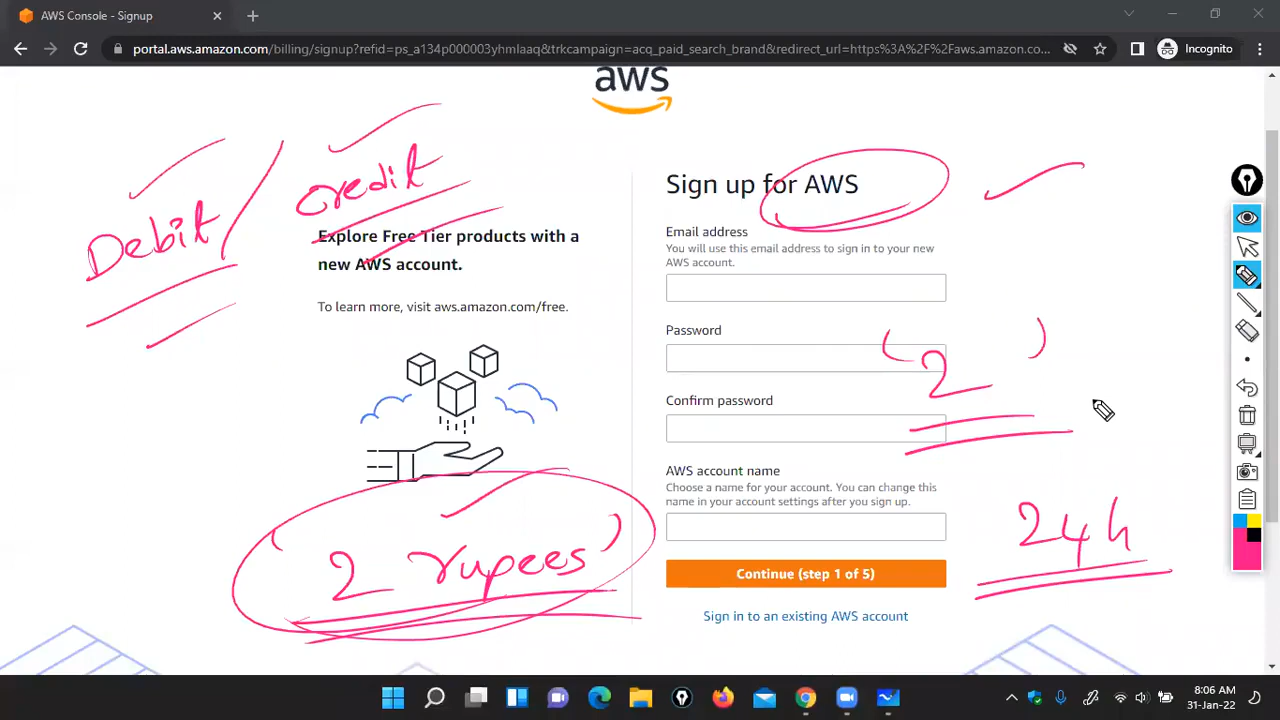 AWS Console - Signup
portal.aws.amazon.com/billing/signup?refid=ps_a134p000003yhmlaaq&trkcampaign=acq_paid_search_brand&redirect_url=https%3A%2F%2Faws.amazon.co...
Incognito
aws
Debit / credit
Explore Free Tier products with a
new AWS account.
To learn more, visit aws.amazon.com/free.
(2 rupees)
Sign up for AWS
Email address
You will use this email address to sign in to your new
AWS account.
Password
(2 )
Confirm password
AWS account name
Choose a name for your account. You can change this
name in your account settings after you sign up.
24h
Continue (step 1 of 5)
Sign in to an existing AWS account
8:06 AM
31-Jan-22